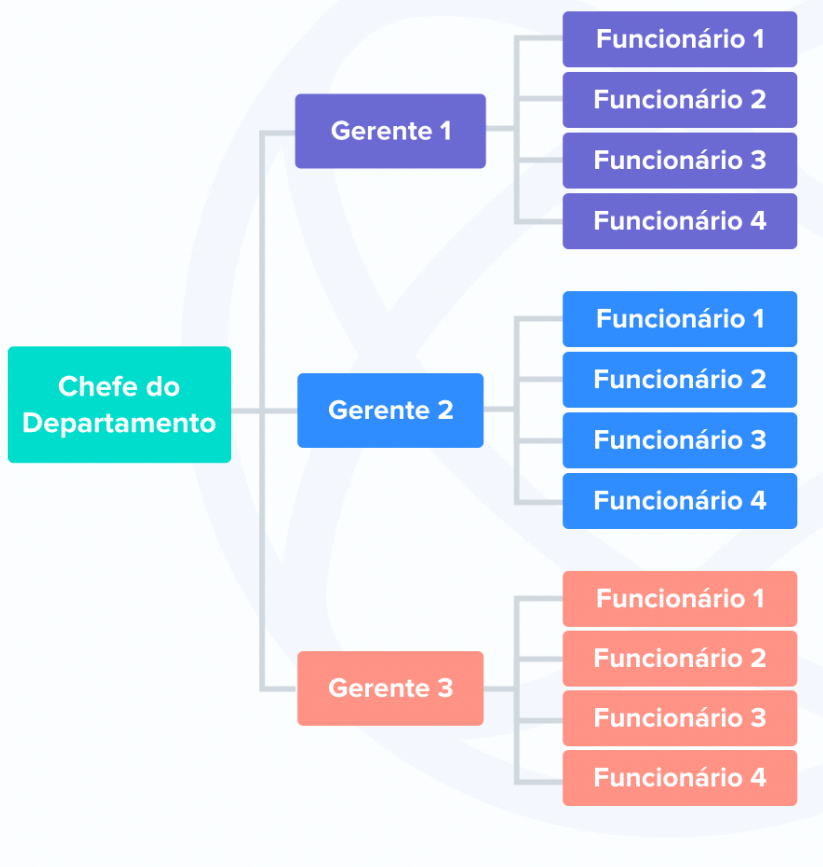 Funcionário 1
Gerente 1
Funcionário 2
Funcionário 3
Funcionário 4
Chefe do
Departamento
Gerente 2
Funcionário 1
Funcionário 2
Funcionário 3
Funcionário 4
Gerente 3
Funcionário 1
Funcionário 2
Funcionário 3
Funcionário 4